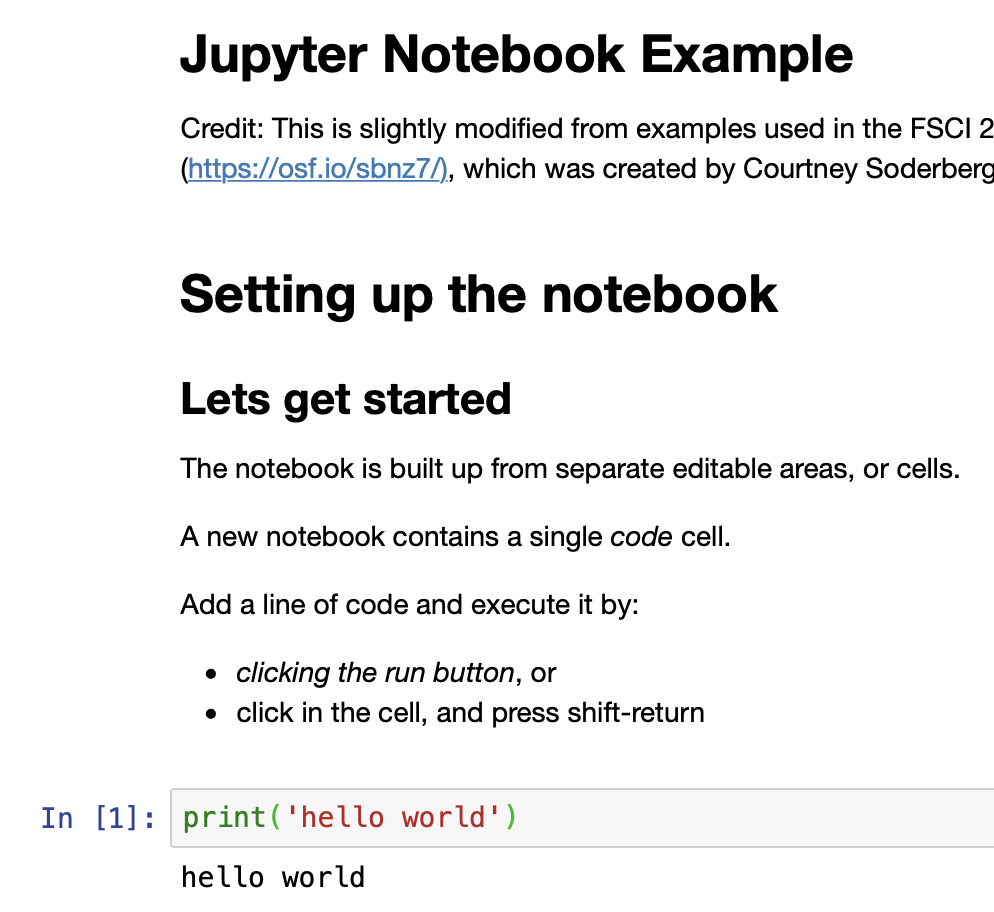 Jupyter Notebook Example
Credit: This is slightly modified from examples used in the FSCI 2
(https://osf.io/sbnz7/), which was created by Courtney Soderberg
Setting up the notebook
Lets get started
The notebook is built up from separate editable areas, or cells.
A new notebook contains a single code cell.
Add a line of code and execute it by:
• clicking the run button, or
• click in the cell, and press shift-return
In [1]: print('hello world')
hello world